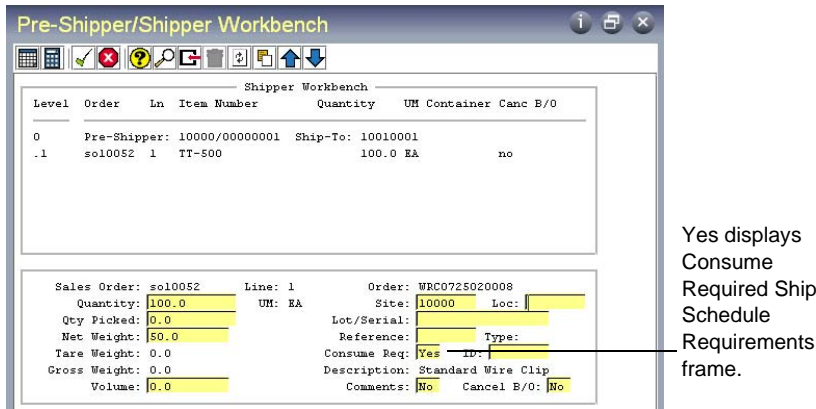 Pre-Shipper/Shipper Workbench
Shipper Workbench
Level Order Ln Item Number Quantity UM Container Canc B/O
0 Pre-Shipper: 10000/00000001 Ship-To: 10010001
.1 so10052 1 TT-500 100.0 EA no
Sales Order: so10052 Line: 1 Order: WRC0725020008
Quantity: 100.0 UM: EA Site: 10000 Loc:
Qty Picked: 0.0 Lot/Serial:
Net Weight: 50.0 Reference: Type:
Tare Weight: 0.0 Consume Req: Yes ID:
Gross Weight: 0.0 Description: Standard Wire Clip
Volume: 0.0 Comments: No Cancel B/O: No
Yes displays
Consume
Required Ship
Schedule
Requirements
frame.